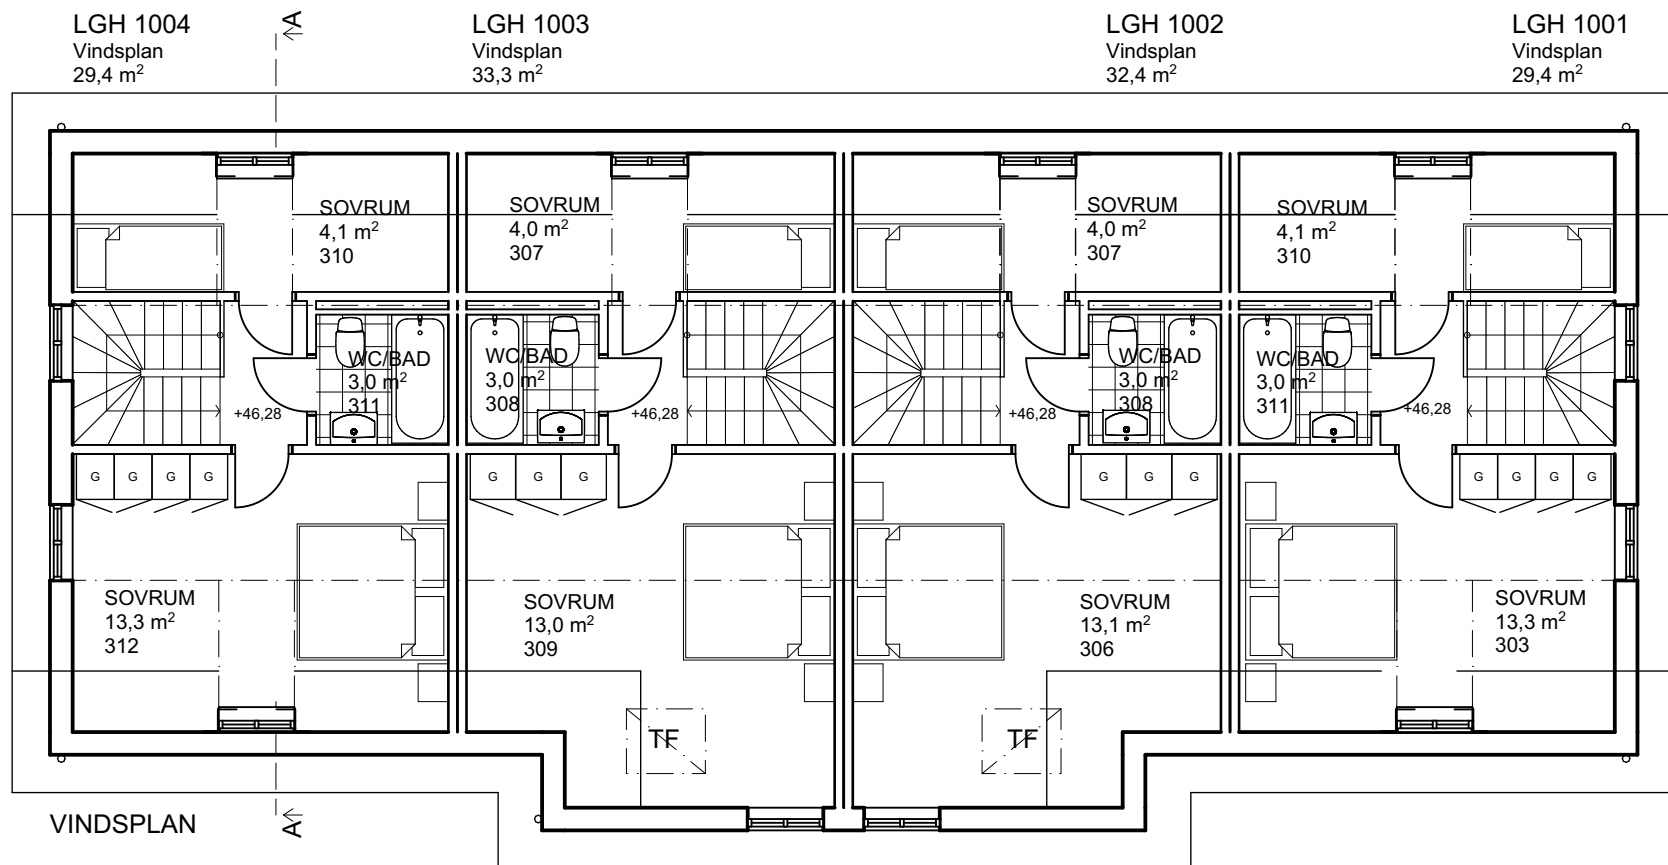 LGH 1004
Vindsplan
29,4 m²
A
LGH 1003
Vindsplan
33,3 m²
LGH 1002
Vindsplan
32,4 m²
LGH 1001
Vindsplan
29,4 m²
SOVRUM
4,1 m²
310
SOVRUM
4,0 m²
307
SOVRUM
4,0 m²
307
SOVRUM
4,1 m²
310
WC/BAD
3,0 m²
311
WC/BAD
3,0 m²
308
WC/BAD
3,0 m²
308
WC/BAD
3,0 m²
311
+46,28
+46,28
+46,28
+46,28
G G G G
G G G
G G G
G G G G
SOVRUM
13,3 m²
312
SOVRUM
13,0 m²
309
SOVRUM
13,1 m²
306
SOVRUM
13,3 m²
303
TF
TF
VINDSPLAN
A